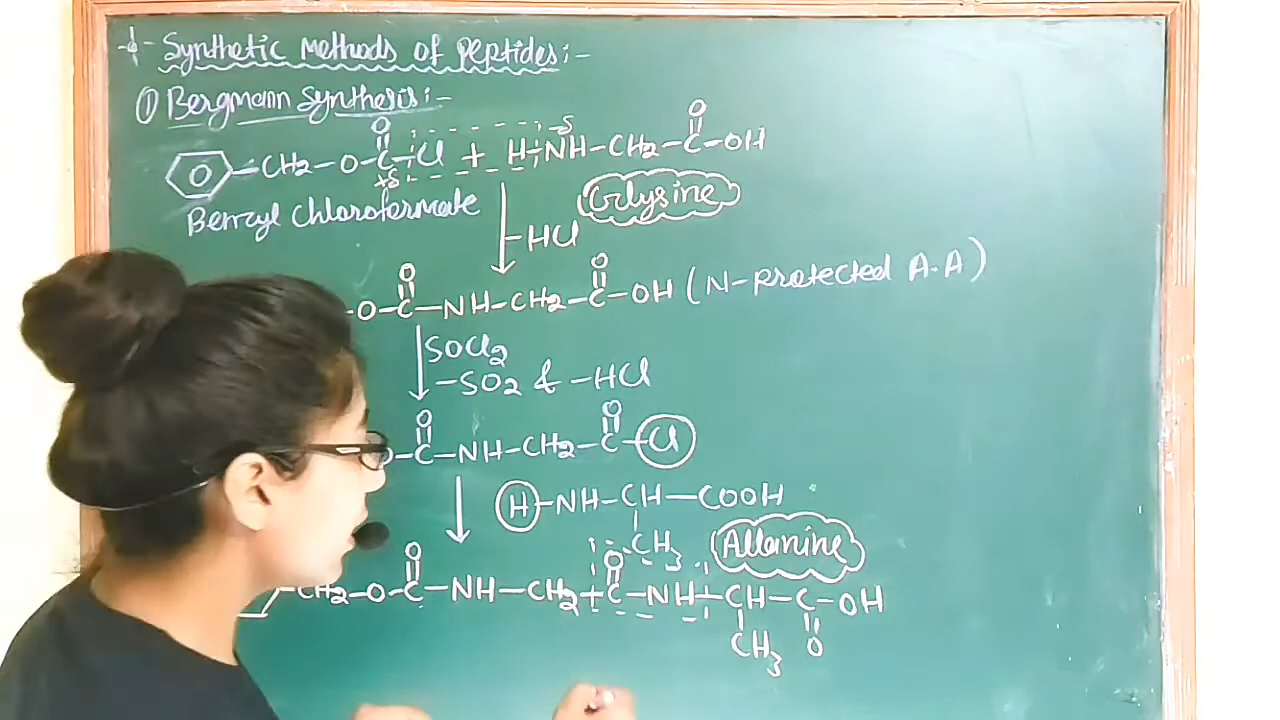 Synthetic Methods of Peptides:-
① Bergmann Synthesis:-
CH2-O-C(=O)-Cl + H-NH-CH2-C(=O)-OH
+δ -δ
Benzyl Chloroformate
Glysine
-HCl
-O-C(=O)-NH-CH2-C(=O)-OH (N-Protected A.A)
SOCl2
-SO2 & -HCl
O-C(=O)-NH-CH2-C(=O)-Cl
H-NH-CH-COOH
CH3
Allanine
CH2-O-C(=O)-NH-CH2-C(=O)-NH-CH-C-OH
CH3 O